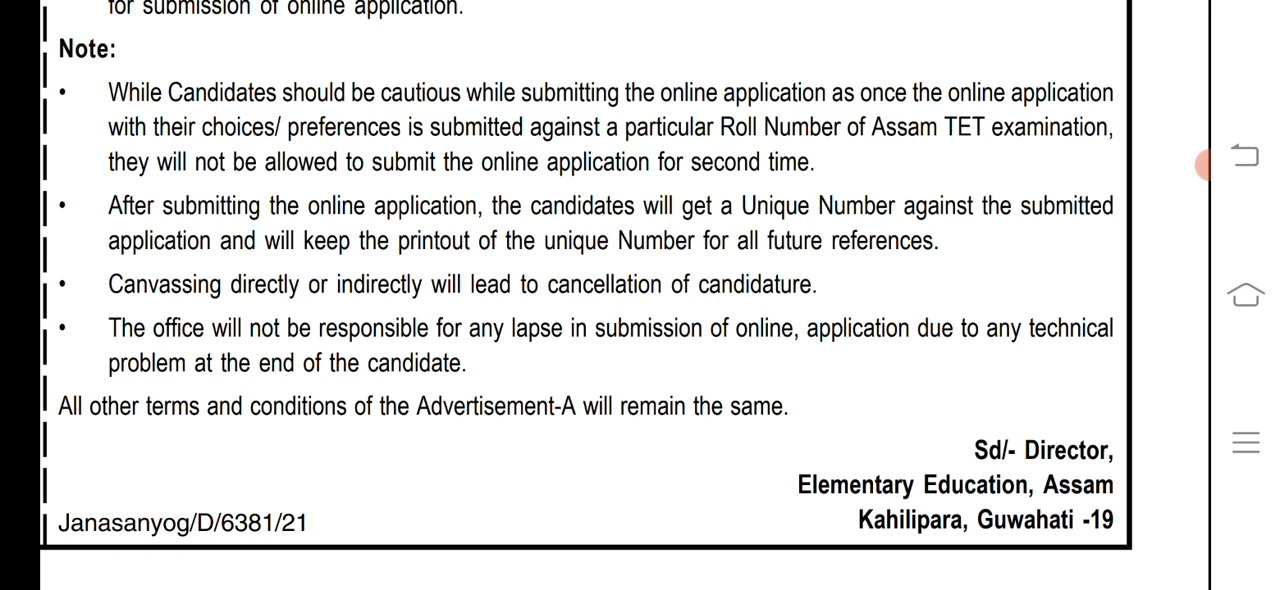 for submission of online application.
Note:
• While Candidates should be cautious while submitting the online application as once the online application
with their choices/ preferences is submitted against a particular Roll Number of Assam TET examination,
they will not be allowed to submit the online application for second time.
• After submitting the online application, the candidates will get a Unique Number against the submitted
application and will keep the printout of the unique Number for all future references.
• Canvassing directly or indirectly will lead to cancellation of candidature.
• The office will not be responsible for any lapse in submission of online, application due to any technical
problem at the end of the candidate.
All other terms and conditions of the Advertisement-A will remain the same.
Sd/- Director,
Elementary Education, Assam
Janasanyog/D/6381/21 Kahilipara, Guwahati -19